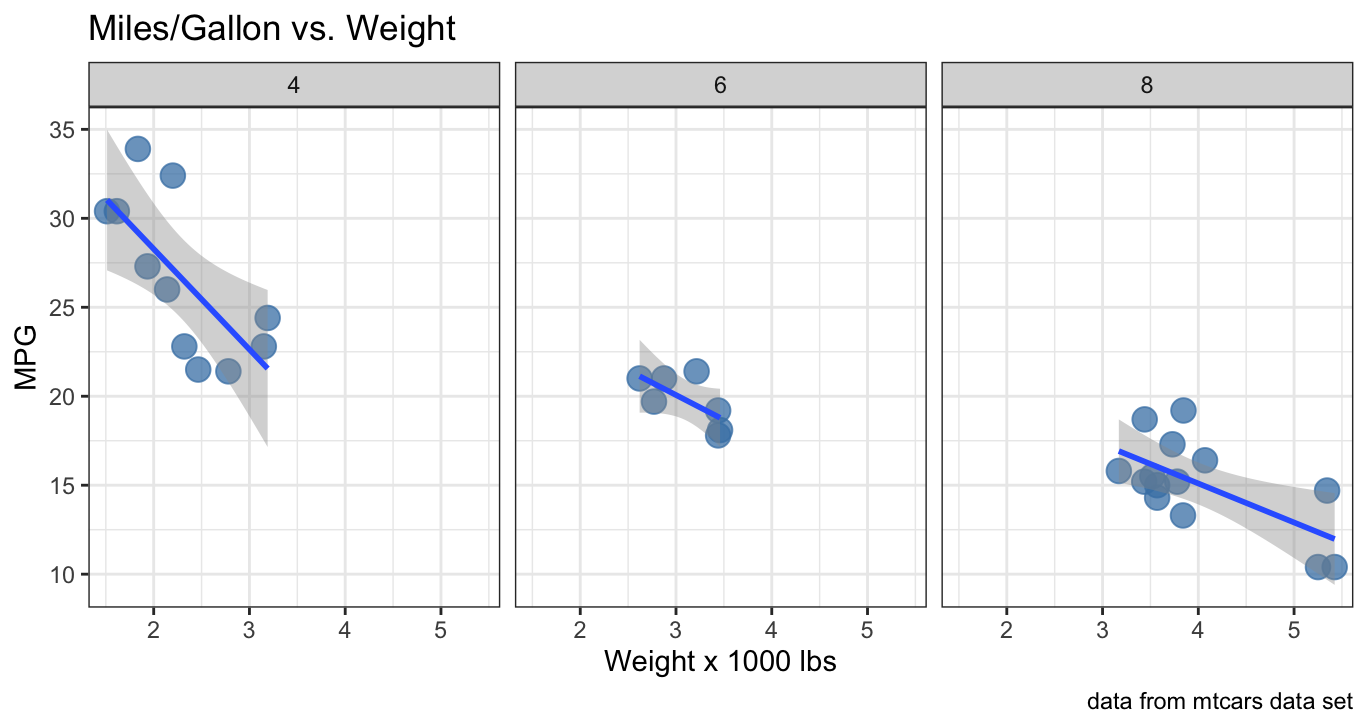 Miles/Gallon vs. Weight
4 6 8
35
30
25
20
15
10
MPG
2 3 4 5 2 3 4 5 2 3 4 5
Weight x 1000 lbs
data from mtcars data set